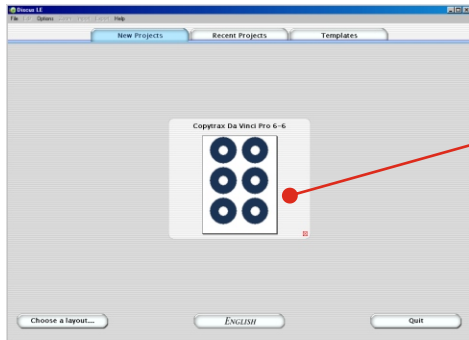 Discus LE
File Edit Options Help
New Projects Recent Projects Templates
Copytrax Da Vinci Pro 6-6
Choose a layout.... ENGLISH Quit